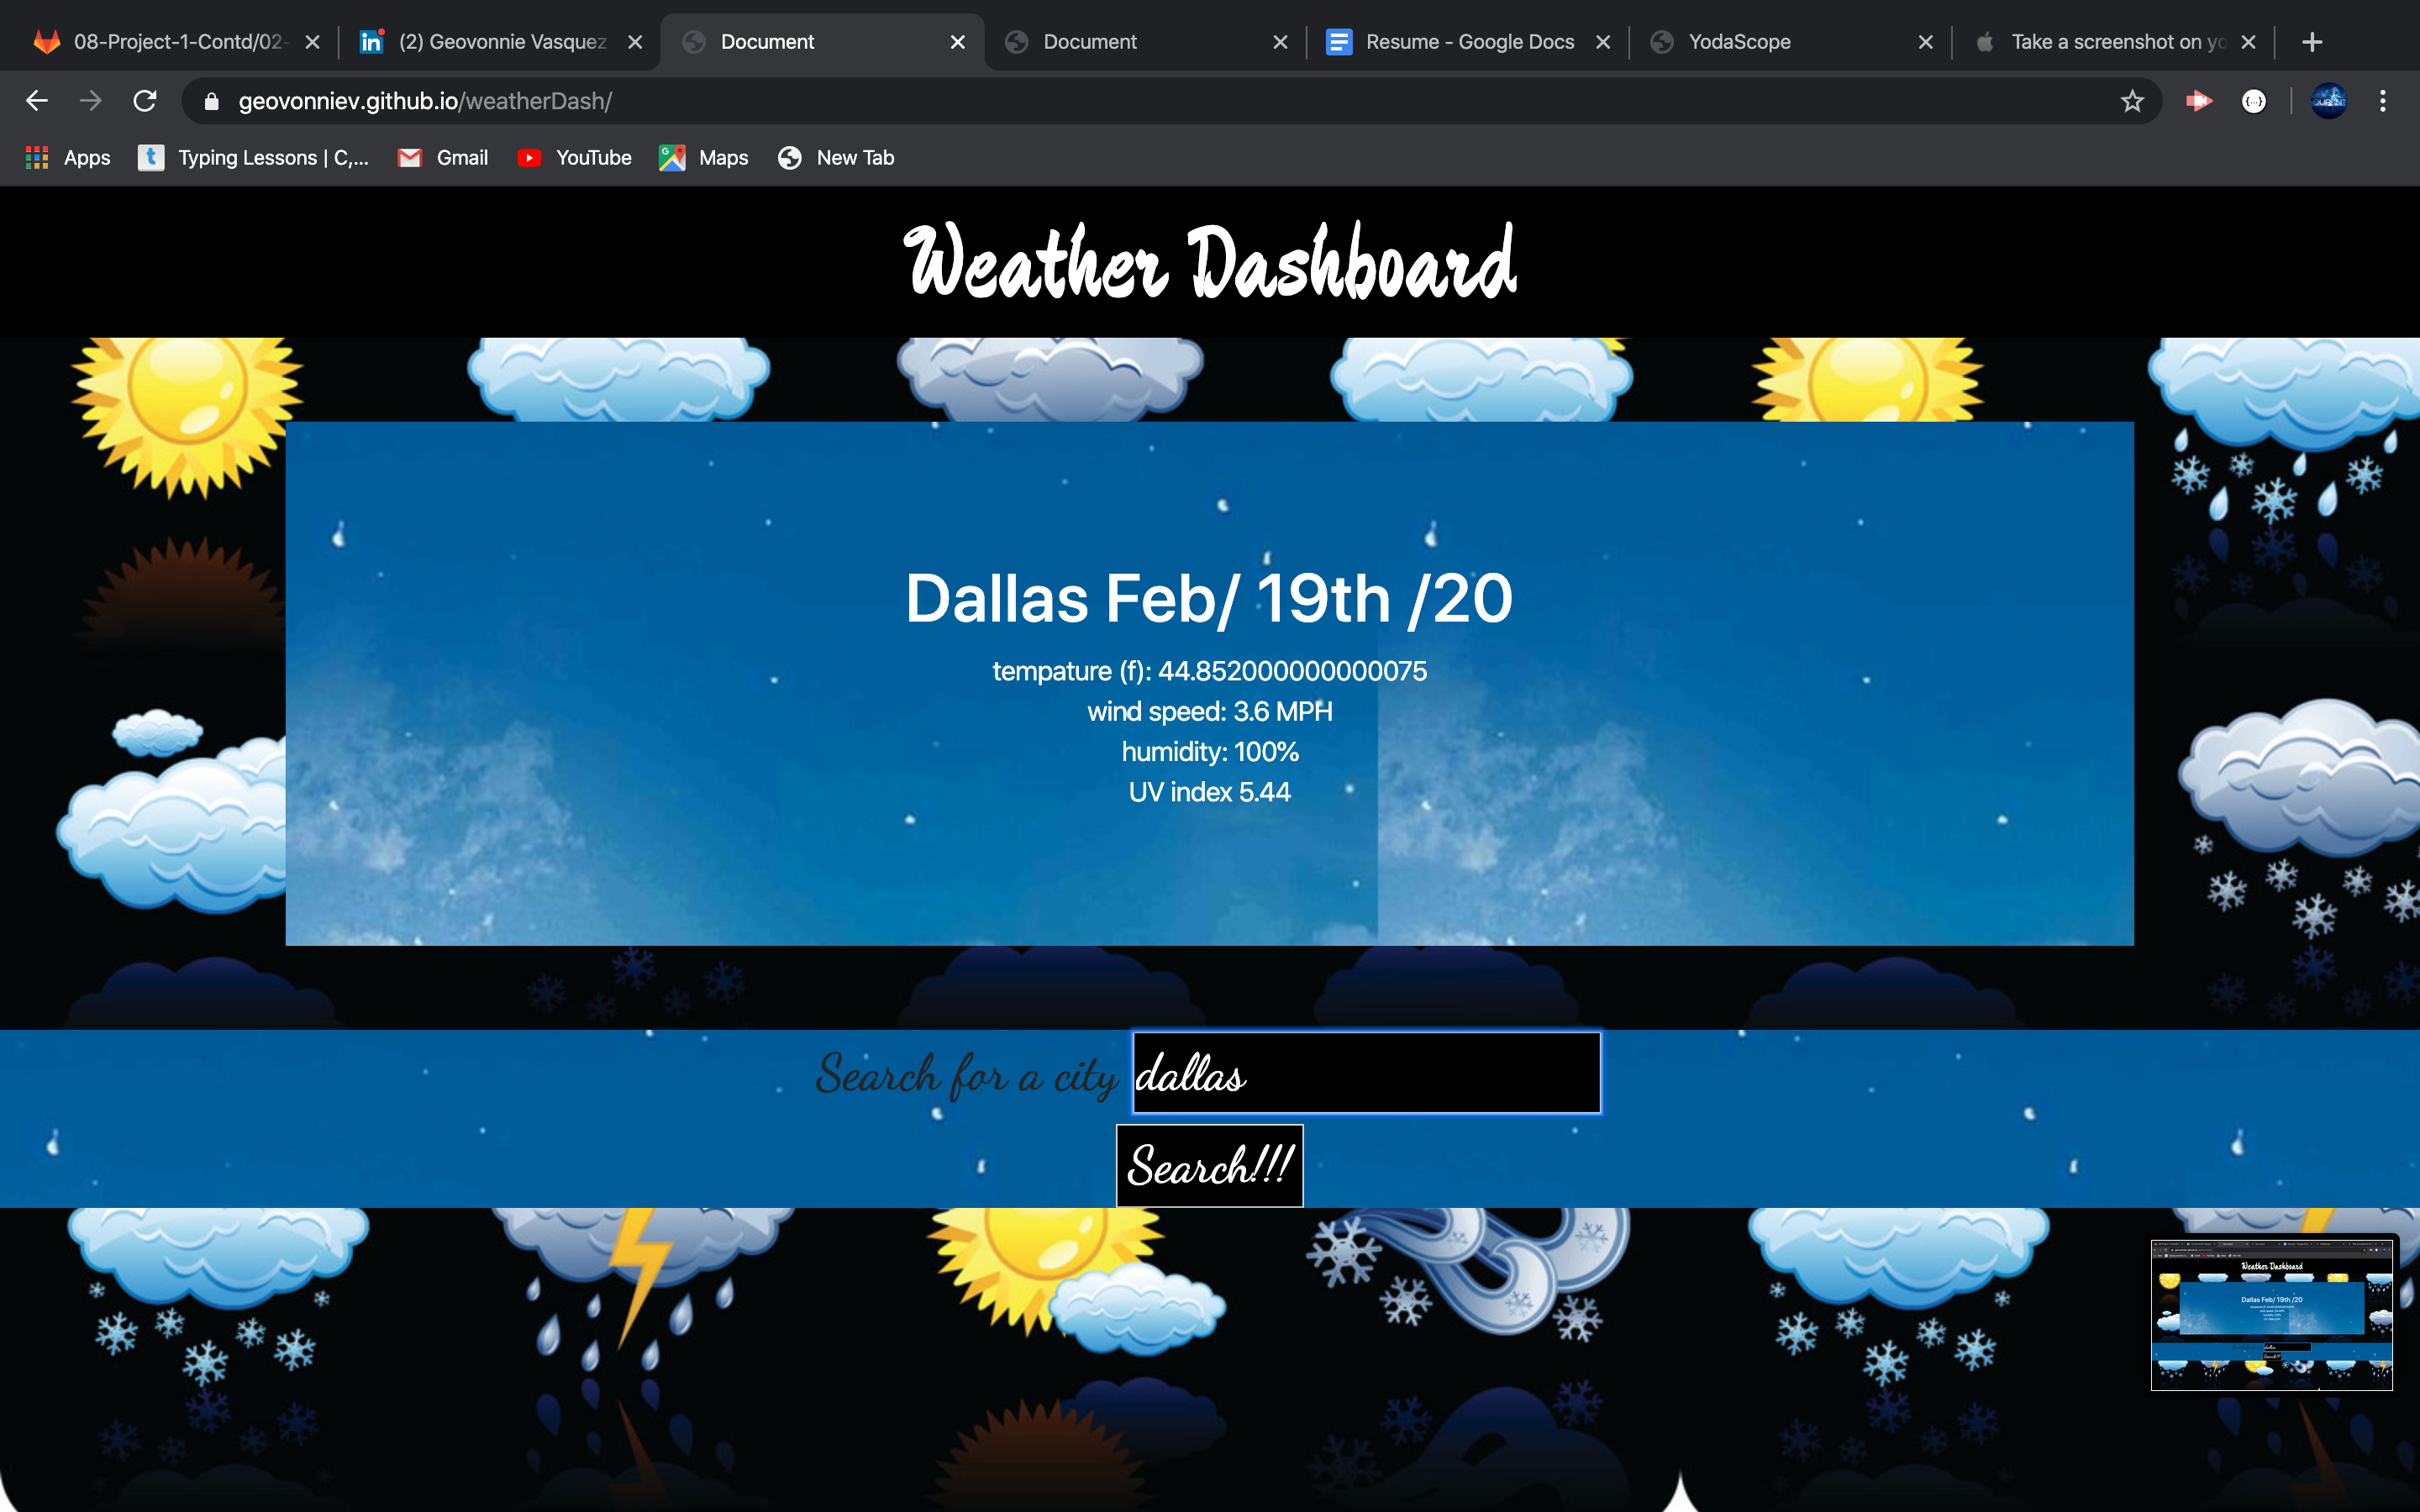 08-Project-1-Contd/02-
(2) Geovonnie Vasquez
Document
Document
Resume - Google Docs
YodaScope
Take a screenshot on yo
geovonniev.github.io/weatherDash/
Apps
Typing Lessons | C,...
Gmail
YouTube
Maps
New Tab
Weather Dashboard
Dallas Feb/ 19th /20
tempature (f): 44.852000000000075
wind speed: 3.6 MPH
humidity: 100%
UV index 5.44
Search for a city dallas
Search!!!
Weather Dashboard
Dallas Feb/ 19th /20